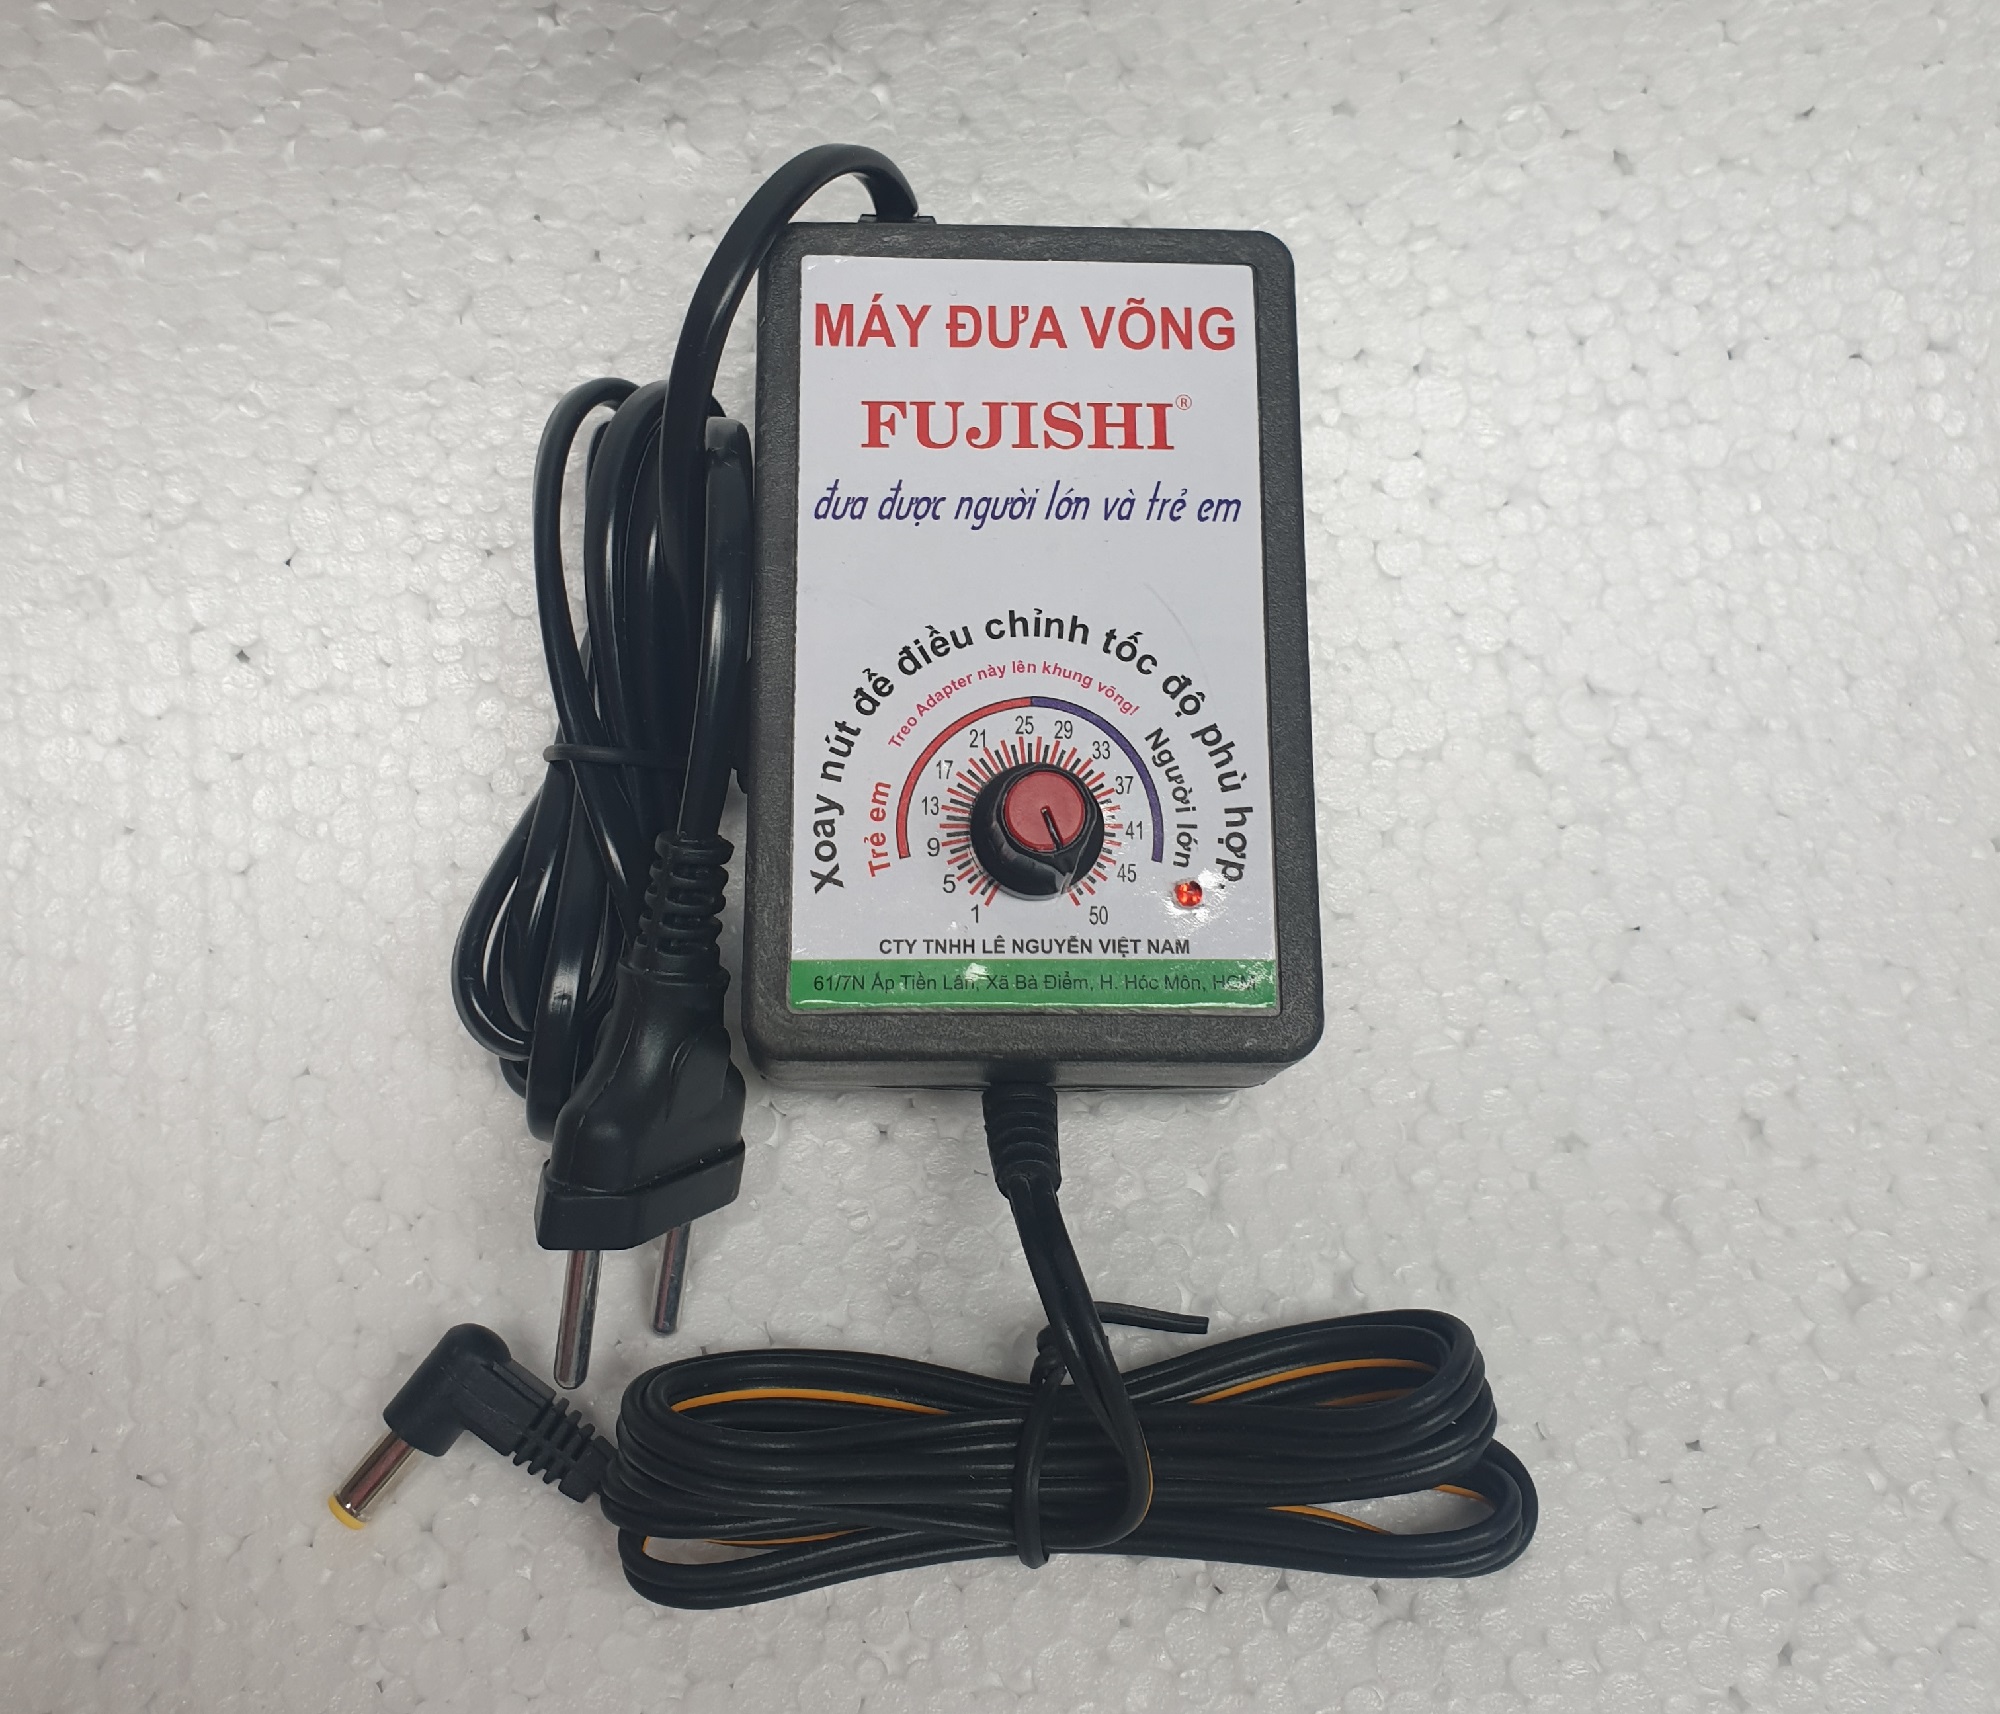 MÁY ĐƯA VÕNG
FUJISHI®
đưa được người lớn và trẻ em
Xoay nút để điều chỉnh tốc độ phù hợp.
Treo Adapter này lên khung võng!
Trẻ em
Người lớn
1 5 9 13 17 21 25 29 33 37 41 45 50
CTY TNHH LÊ NGUYỄN VIỆT NAM
61/7N Ấp Tiền Lân, Xã Bà Điểm, H. Hóc Môn, HCM